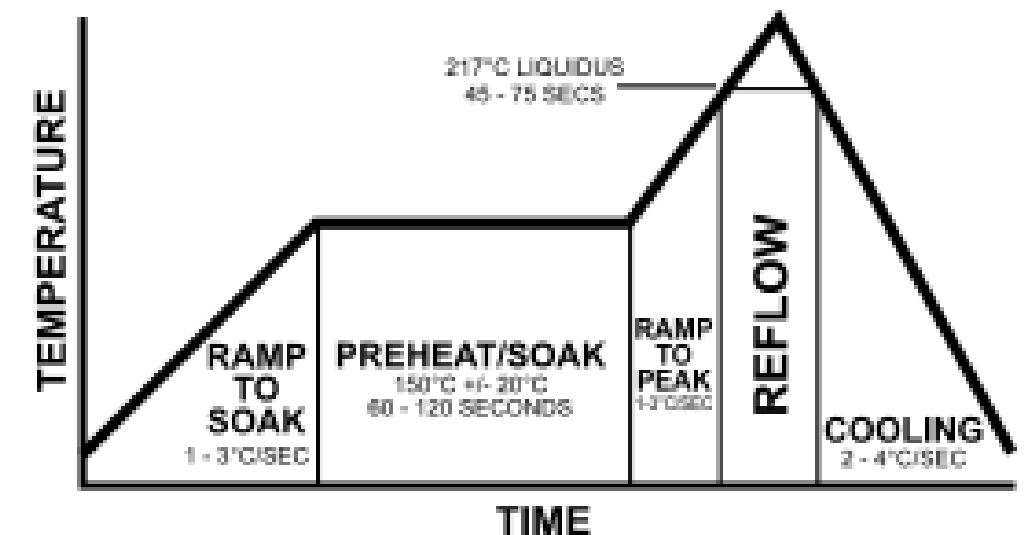 217°C LIQUIDUS
45 - 75 SECS
TEMPERATURE
RAMP
TO
SOAK
1 - 3°C/SEC
PREHEAT/SOAK
150°C +/- 20°C
60 - 120 SECONDS
RAMP
TO
PEAK
REFLOW
COOLING
2 - 4°C/SEC
TIME